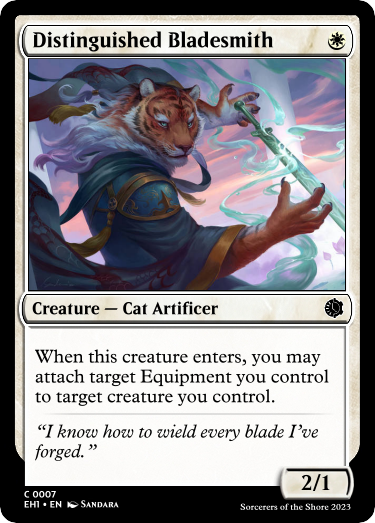 Distinguished Bladesmith
Creature — Cat Artificer
When this creature enters, you may
attach target Equipment you control
to target creature you control.
“I know how to wield every blade I’ve
forged.”
2/1
C 0007
EH1 • EN Sandara
Sorcerers of the Shore 2023